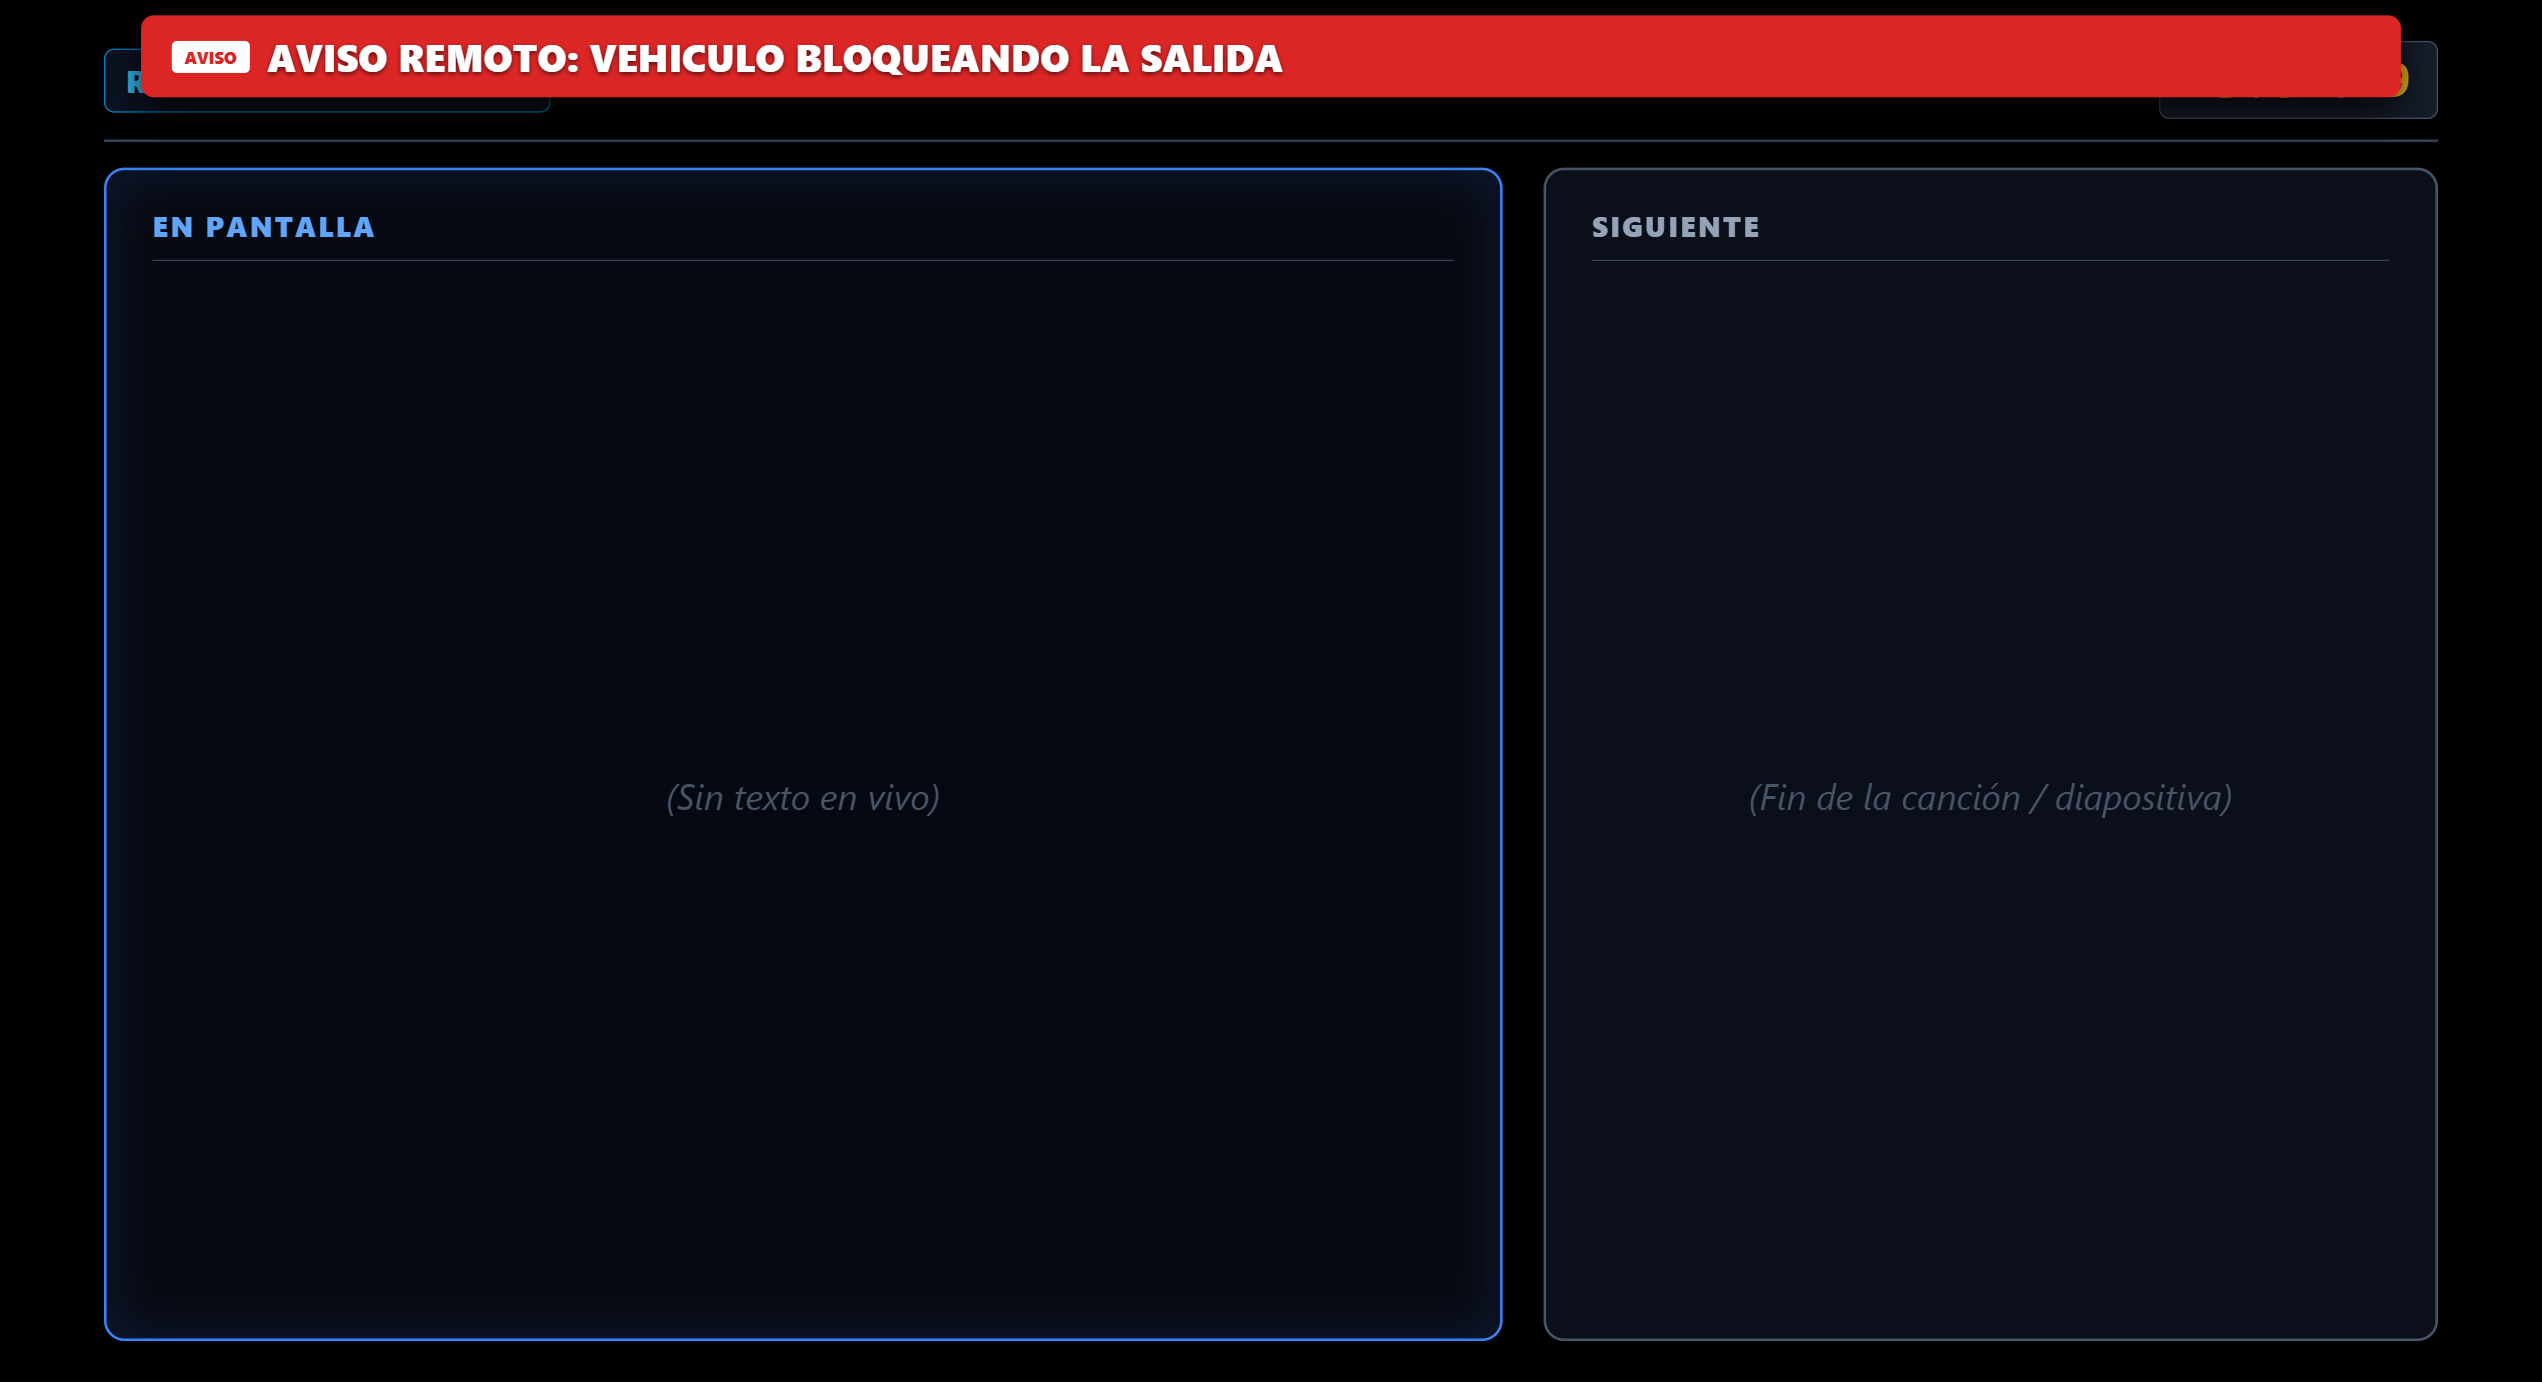 AVISO AVISO REMOTO: VEHICULO BLOQUEANDO LA SALIDA
EN PANTALLA
SIGUIENTE
(Sin texto en vivo)
(Fin de la canción / diapositiva)